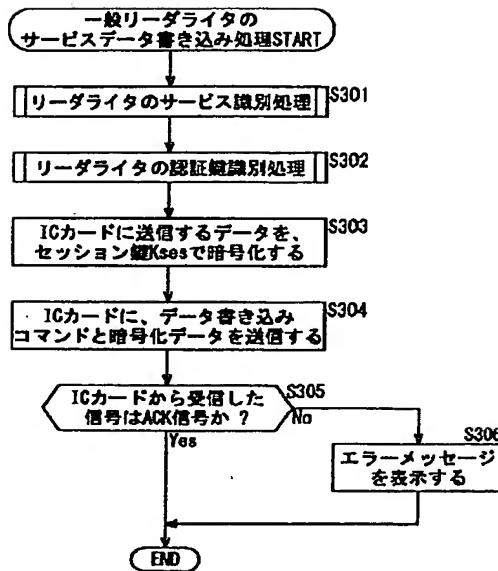 一般リーダライタの
サービスデータ書き込み処理START
リーダライタのサービス識別処理
S301
リーダライタの認証鍵識別処理
S302
ICカードに送信するデータを、
セッション鍵Ksesで暗号化する
S303
ICカードに、データ書き込み
コマンドと暗号化データを送信する
S304
ICカードから受信した
信号はACK信号か ?
S305
No
Yes
S306
エラーメッセージ
を表示する
END